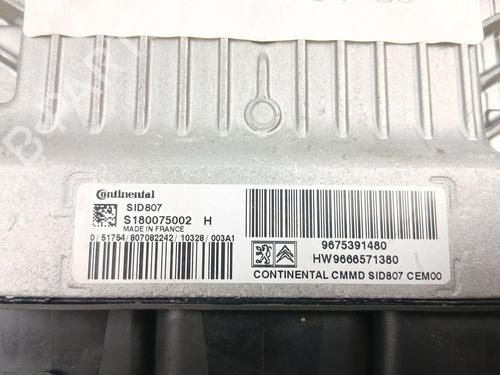 Continental
SID807
S180075002 H
MADE IN FRANCE
0/51754/807082242/10328/003A1
9675391480
HW9666571380
CONTINENTAL CMMD SID807 CEM00